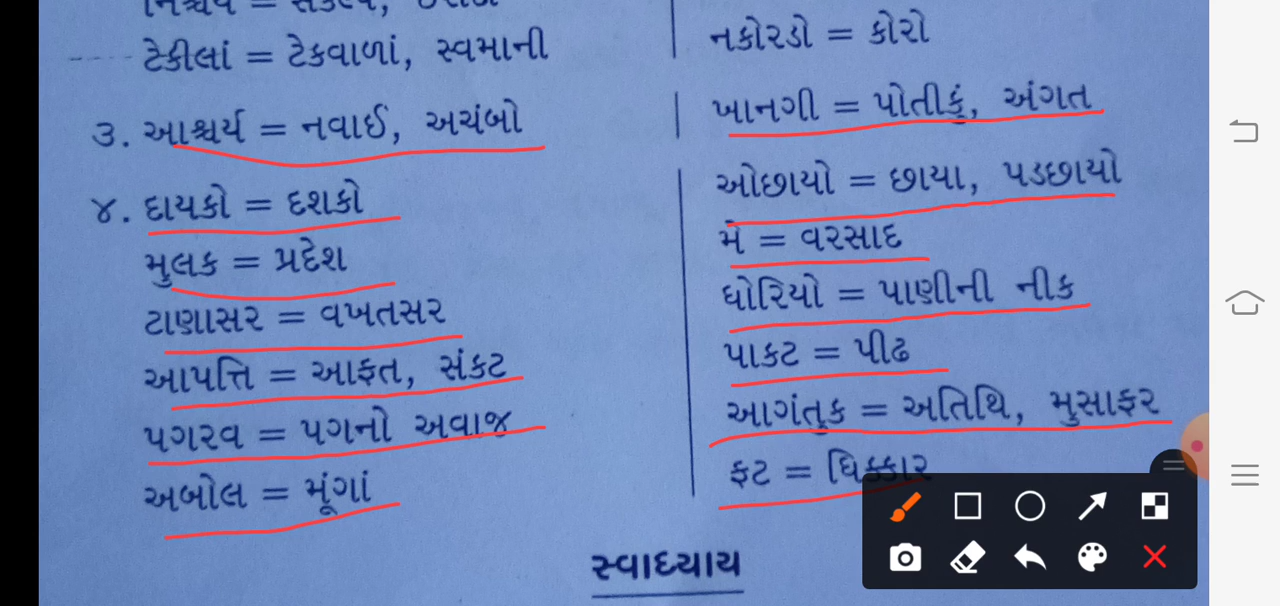 ટેકીલાં = ટેકવાળાં, સ્વમાની
૩. આશ્ચર્ય = નવાઈ, અચંબો
૪. દાયકો = દશકો
મુલક = પ્રદેશ
ટાણાસર = વખતસર
આપત્તિ = આફત, સંકટ
પગરવ = પગનો અવાજ
અબોલ = મૂંગાં
નકોરડો = કોરો
ખાનગી = પોતીકું, અંગત
ઓછાયો = છાયા, પડછાયો
મે = વરસાદ
ધોરિયો = પાણીની નીક
પાકટ = પીઢ
આગંતુક = અતિથિ, મુસાફર
ફટ = ધિક્કાર
સ્વાધ્યાય